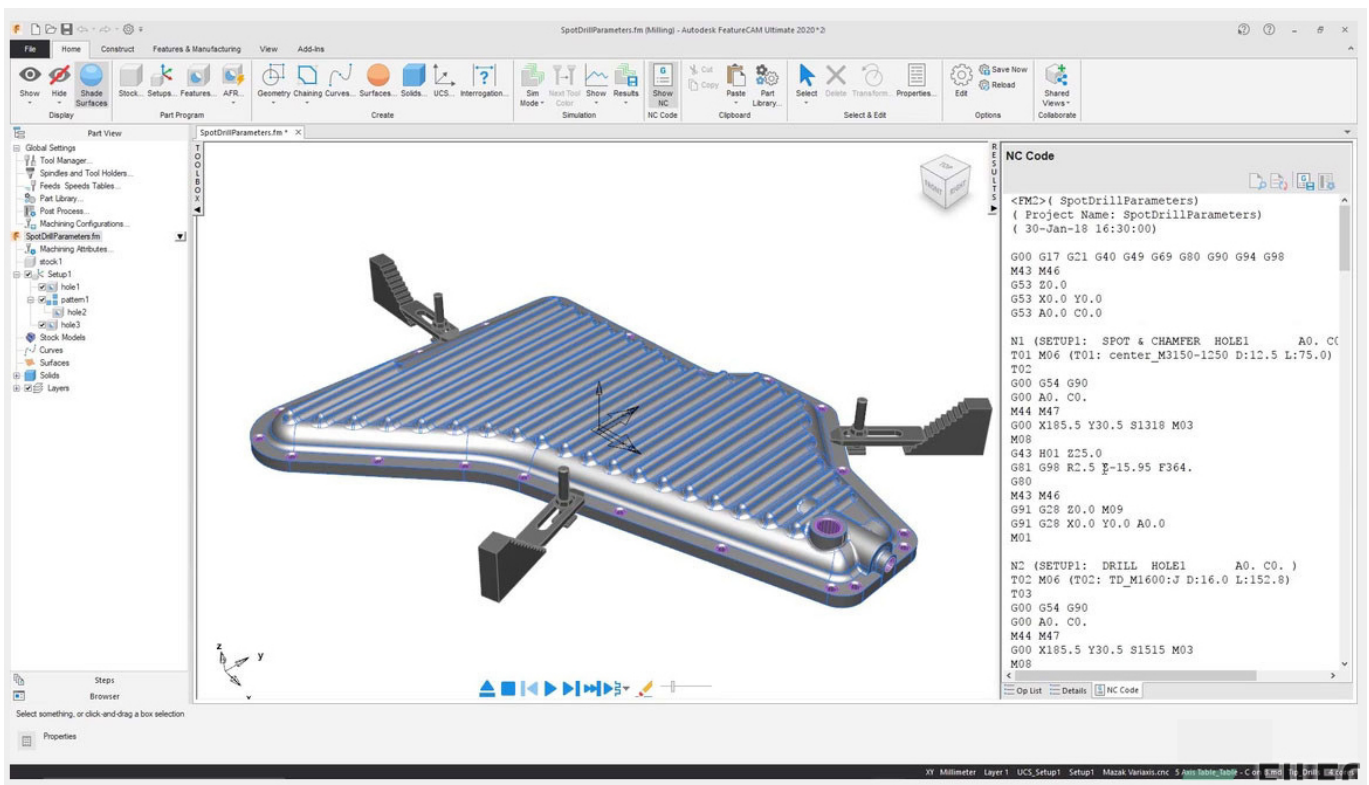 SpotDrillParameters.fm (Milling) - Autodesk FeatureCAM Ultimate 2020*2
File Home Construct Features & Manufacturing View Add-Ins
Show Hide Shade Surfaces
Stock... Setups... Features... AFR...
Geometry Chaining Curves... Surfaces... Solids... UCS... Interrogation...
Sim Mode Next Tool Color Show Results
Show NC
Cut
Copy
Paste Part Library...
Select Delete Transform... Properties...
Edit Save Now
Reload
Shared Views
Display Part Program Create Simulation NC Code Clipboard Select & Edit Options Collaborate
Part View
SpotDrillParameters.fm *
Global Settings
Tool Manager...
Spindles and Tool Holders...
Feeds Speeds Tables...
Part Library...
Post Process...
Machining Configurations...
SpotDrillParameters.fm
Machining Attributes...
stock1
Setup1
hole1
pattern1
hole2
hole3
Stock Models
Curves
Surfaces
Solids
Layers
Steps
Browser
TOOLBOX
TOP
FRONT RIGHT
z
y
RESULTS
NC Code
<FM2>( SpotDrillParameters)
( Project Name: SpotDrillParameters)
( 30-Jan-18 16:30:00)
G00 G17 G21 G40 G49 G69 G80 G90 G94 G98
M43 M46
G53 Z0.0
G53 X0.0 Y0.0
G53 A0.0 C0.0
N1 (SETUP1: SPOT & CHAMFER HOLE1 A0. C0
T01 M06 (T01: center_M3150-1250 D:12.5 L:75.0)
T02
G00 G54 G90
G00 A0. C0.
M44 M47
G00 X185.5 Y30.5 S1318 M03
M08
G43 H01 Z25.0
G81 G98 R2.5 Z-15.95 F364.
G80
M43 M46
G91 G28 Z0.0 M09
G91 G28 X0.0 Y0.0 A0.0
M01
N2 (SETUP1: DRILL HOLE1 A0. C0. )
T02 M06 (T02: TD_M1600:J D:16.0 L:152.8)
T03
G00 G54 G90
G00 A0. C0.
M44 M47
G00 X185.5 Y30.5 S1515 M03
M08
Op List Details NC Code
Select something, or click-and-drag a box selection
Properties
XY Millimeter Layer 1 UCS_Setup1 Setup1 Mazak Variaxis.cnc 5 Axis Table_Table - C on B.md Tip_Drills 4 cores